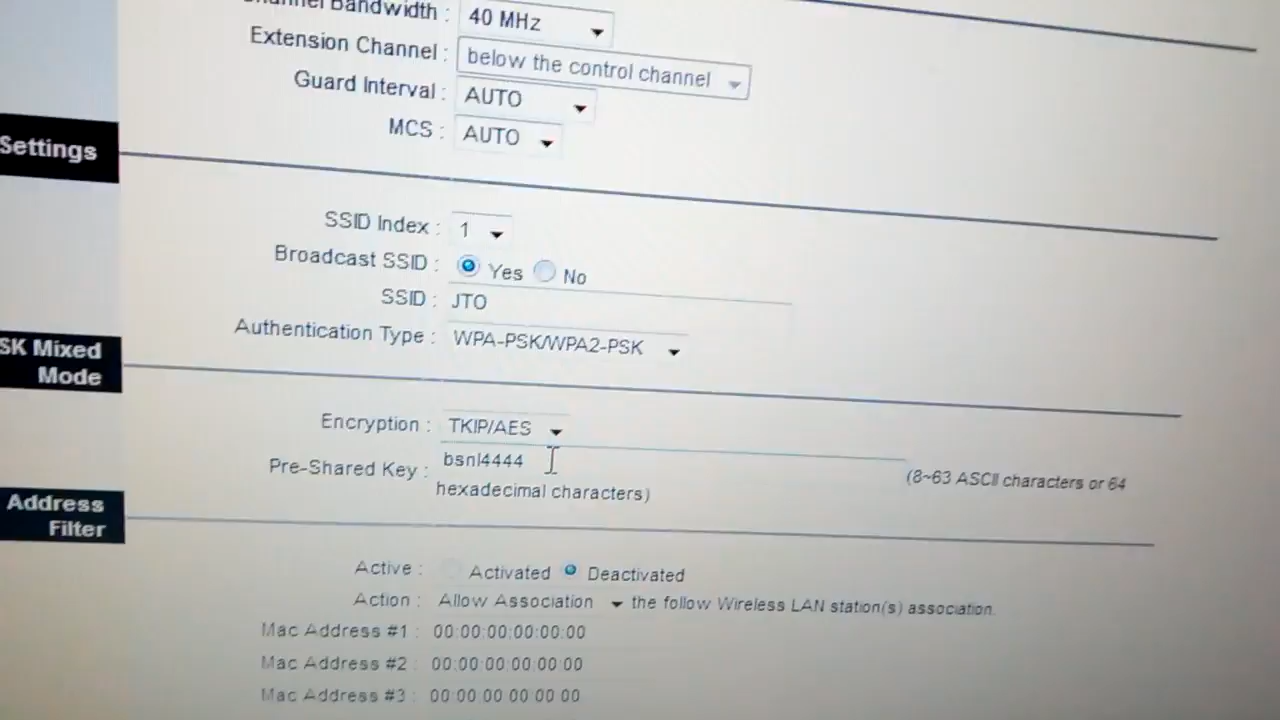 Channel Bandwidth : 40 MHz
Extension Channel : below the control channel
Guard Interval : AUTO
MCS : AUTO
Settings
SSID Index : 1
Broadcast SSID : Yes No
SSID : JTO
Authentication Type : WPA-PSK/WPA2-PSK
SK Mixed
Mode
Encryption : TKIP/AES
Pre-Shared Key : bsnl4444 (8~63 ASCII characters or 64
hexadecimal characters)
Address
Filter
Active : Activated Deactivated
Action : Allow Association the follow Wireless LAN station(s) association.
Mac Address #1 : 00:00:00:00:00:00
Mac Address #2 : 00:00:00:00:00:00
Mac Address #3 : 00:00:00:00:00:00